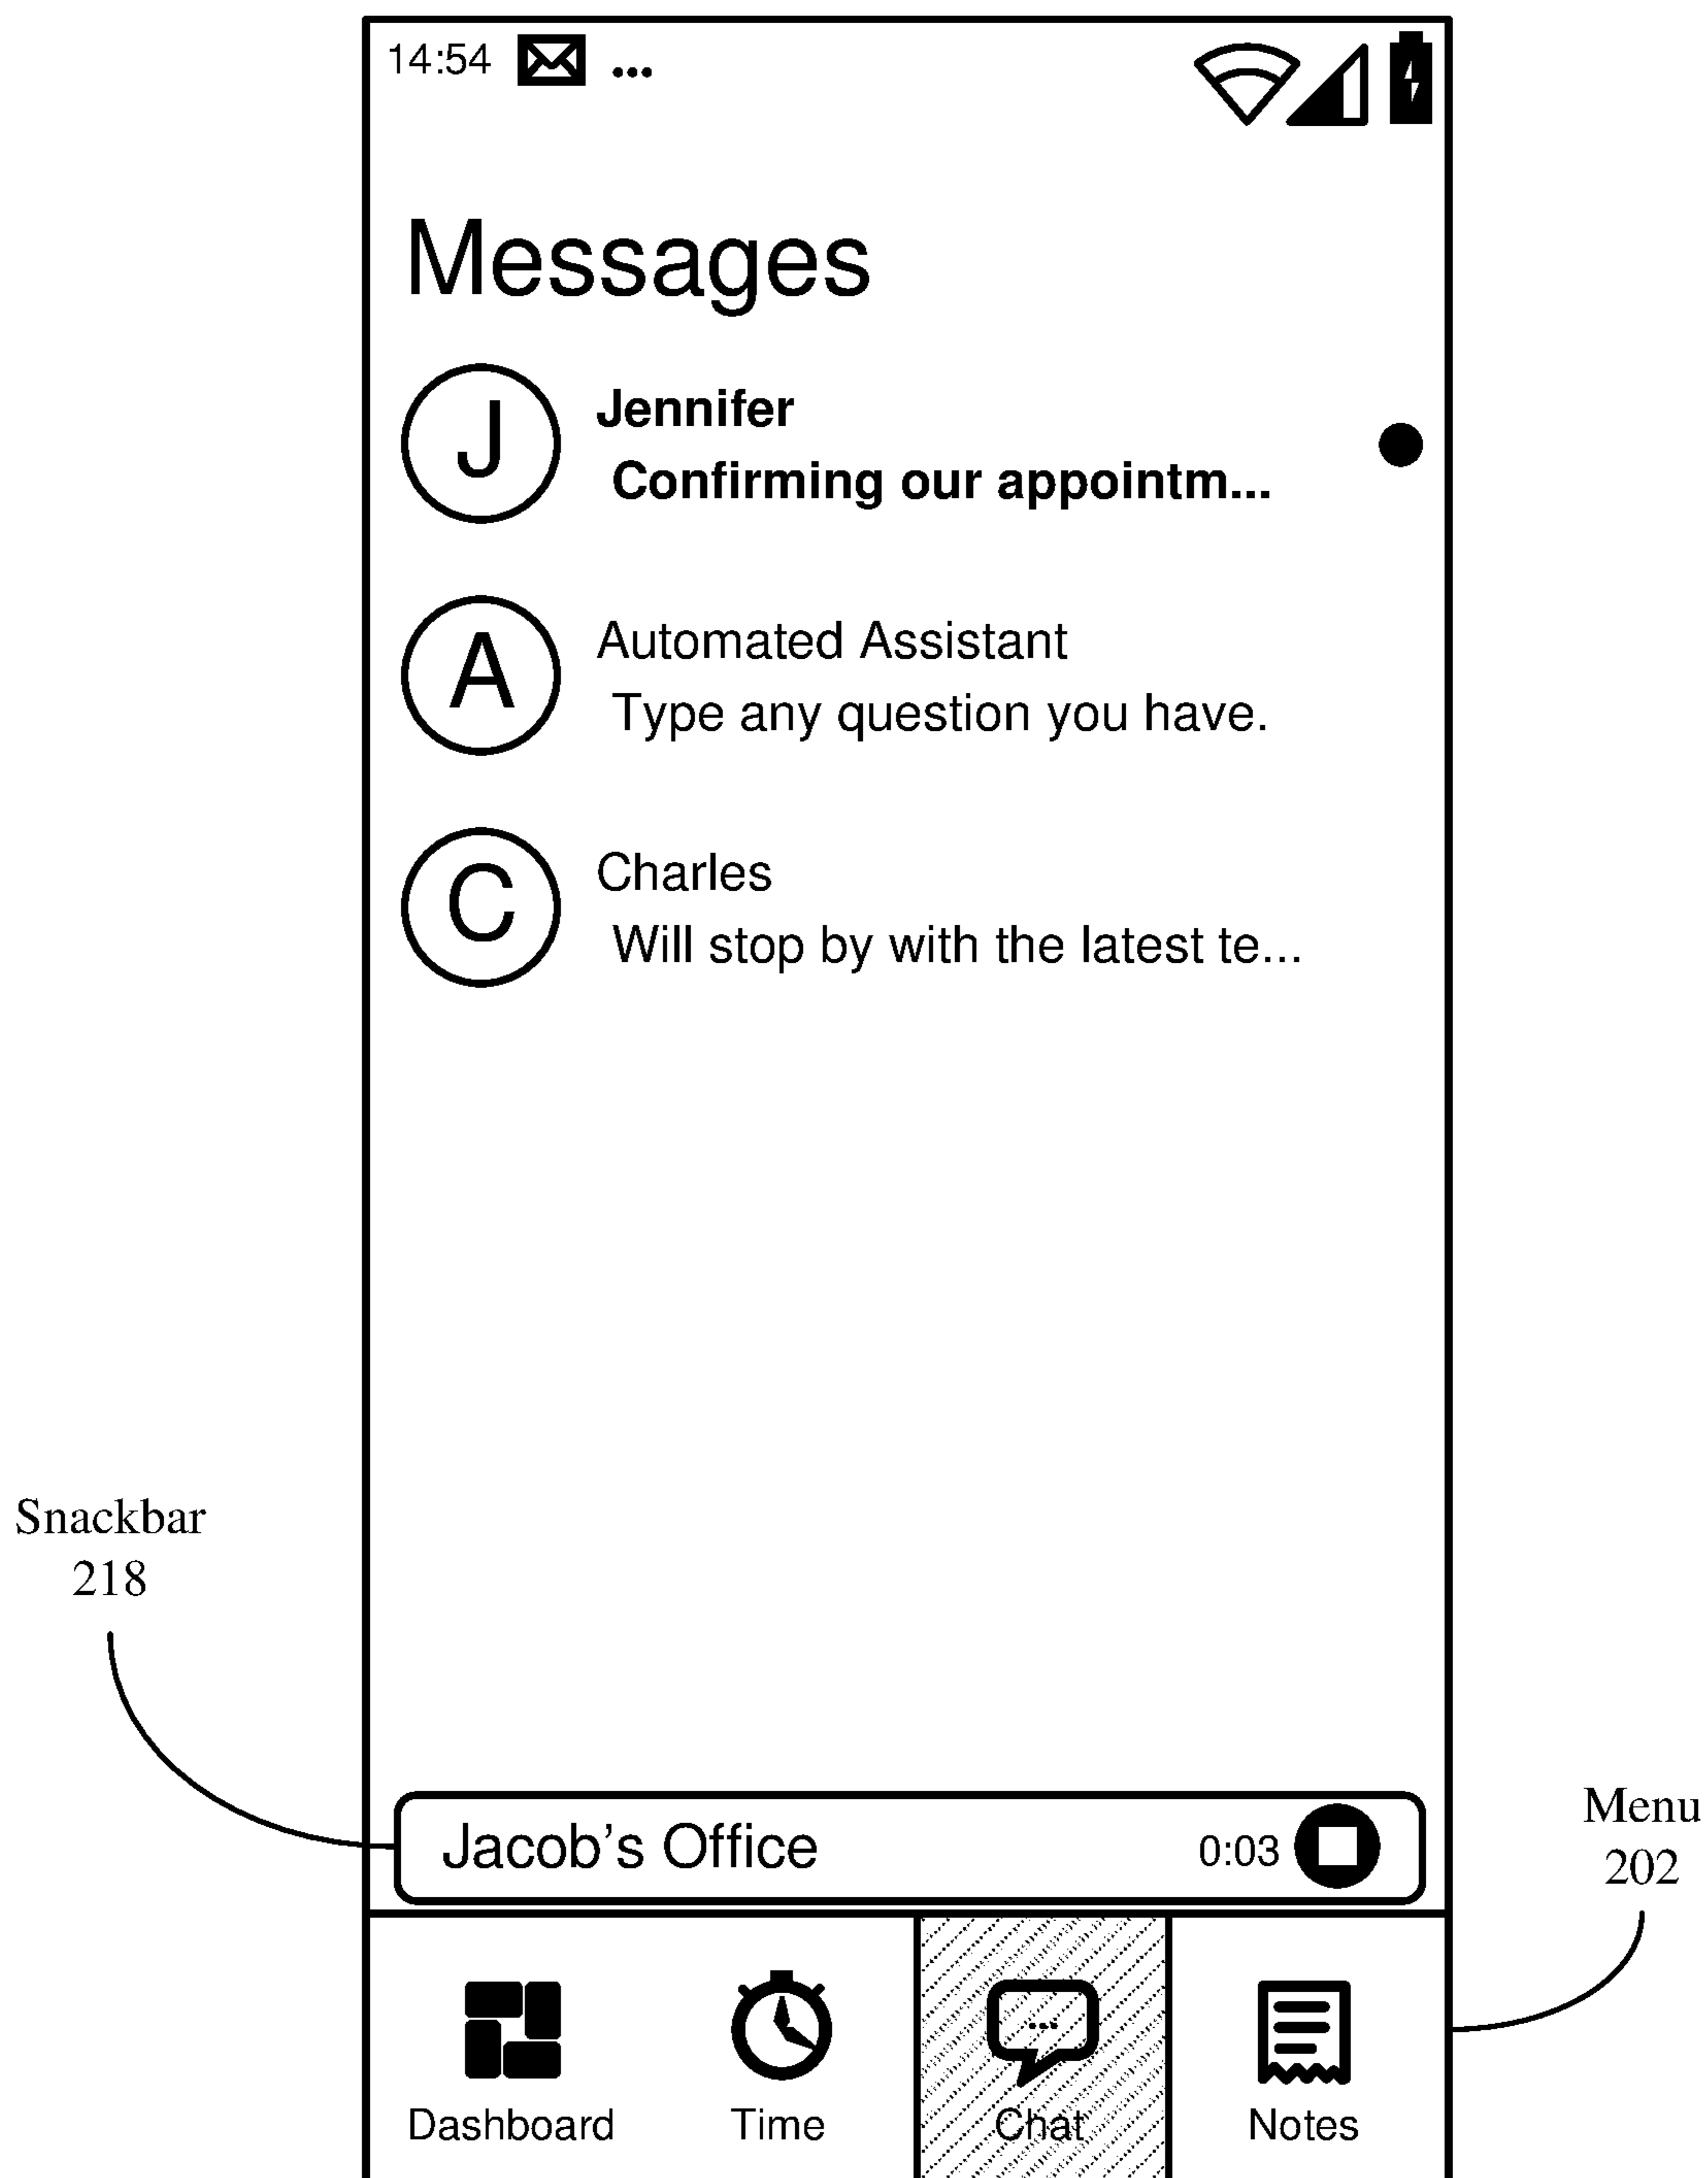 14:54
Messages
J
Jennifer
Confirming our appointm...
A
Automated Assistant
Type any question you have.
C
Charles
Will stop by with the latest te...
Snackbar
218
Jacob’s Office 0:03
Menu
202
Dashboard Time Chat Notes